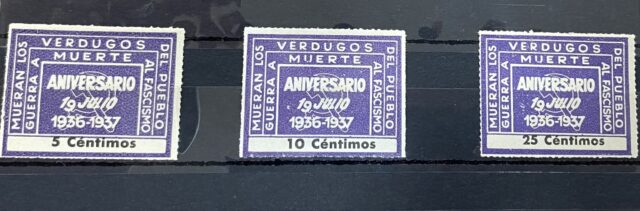 MUERAN LOS
VERDUGOS
DEL PUEBLO
GUERRA A
MUERTE
AL FASCISMO
ANIVERSARIO
19 JULIO
1936-1937
5 Céntimos
MUERAN LOS
VERDUGOS
DEL PUEBLO
GUERRA A
MUERTE
AL FASCISMO
ANIVERSARIO
19 JULIO
1936-1937
10 Céntimos
MUERAN LOS
VERDUGOS
DEL PUEBLO
GUERRA A
MUERTE
AL FASCISMO
ANIVERSARIO
19 JULIO
1936-1937
25 Céntimos